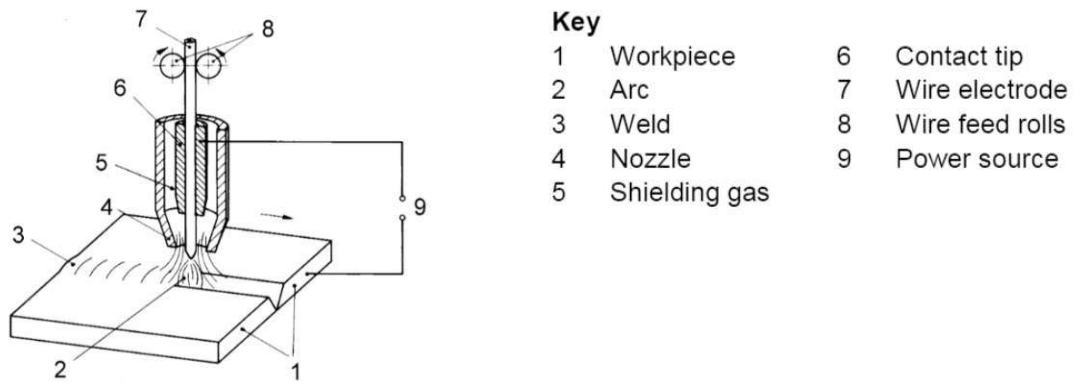 7
8
6
5
4
3
9
2
1
Key
1 Workpiece
2 Arc
3 Weld
4 Nozzle
5 Shielding gas
6 Contact tip
7 Wire electrode
8 Wire feed rolls
9 Power source